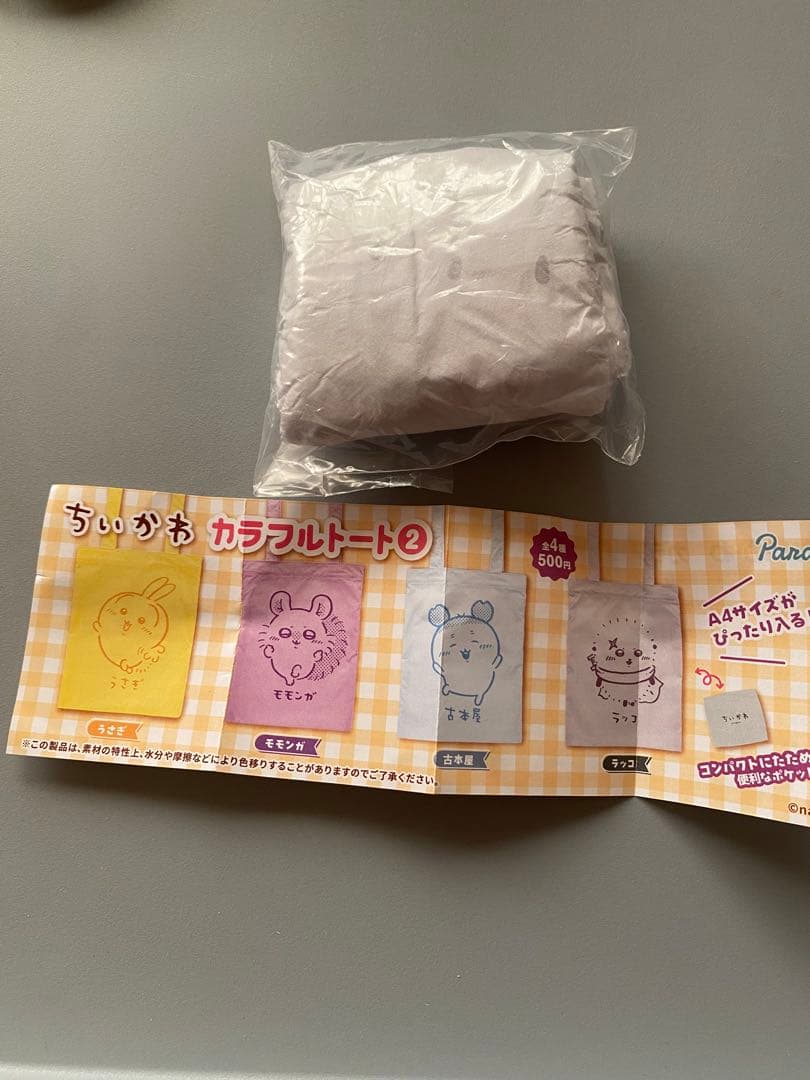 ちいかわ カラフルトート②
全4種
500円
A4サイズが
ぴったり入る
うさぎ
モモンガ
古本屋
ラッコ
ちいかわ
うさぎ
モモンガ
古本屋
ラッコ
コンパクトにたため
便利なポケット
※この製品は、素材の特性上、水分や摩擦などにより色移りすることがありますのでご了承ください。
©na